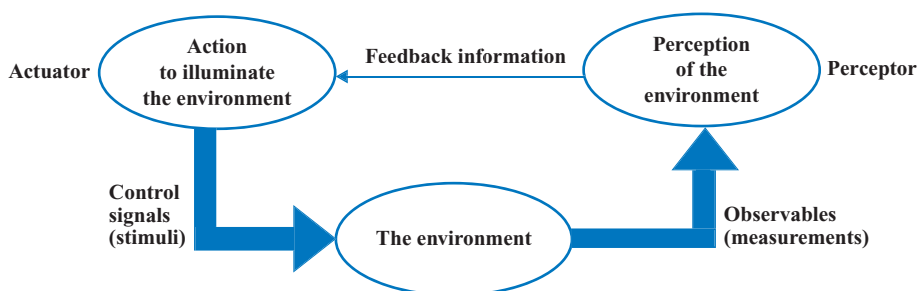 Actuator
Action
to illuminate
the environment
Feedback information
Perception
of the
environment
Perceptor
Control
signals
(stimuli)
The environment
Observables
(measurements)